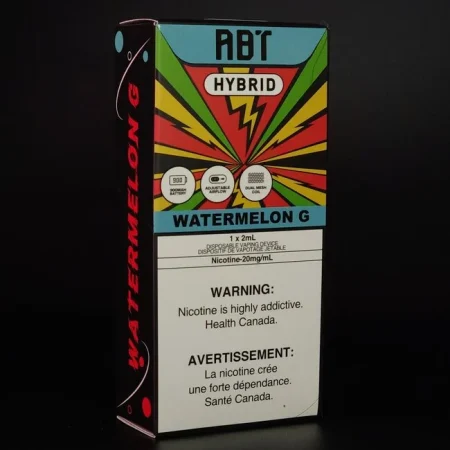 ABT
HYBRID
ADJUSTABLE
AIRFLOW
DUAL MESH
COIL
BATTERY
WATERMELON G
1 x 2mL
DISPOSABLE VAPING DEVICE
DISPOSITIF DE VAPOTAGE JETABLE
Nicotine-20mg/mL
WARNING:
Nicotine is highly addictive.
Health Canada.
AVERTISSEMENT:
La nicotine crée
une forte dépendance.
Santé Canada.
WATERMELON G